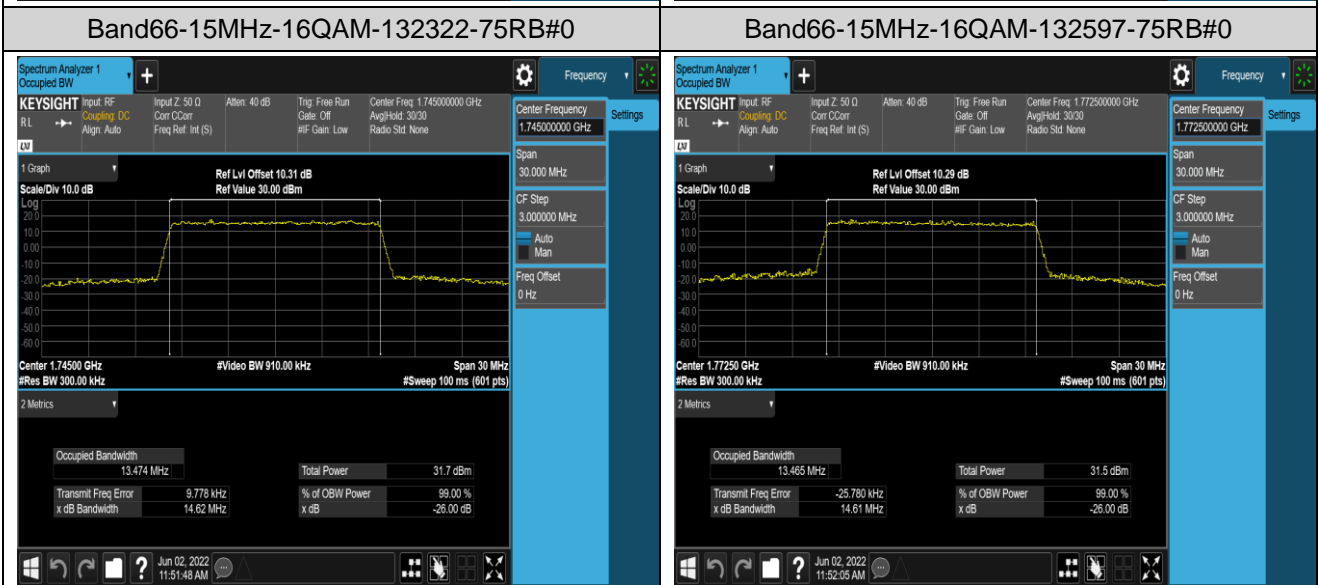 Band66-15MHz-16QAM-132322-75RB#0
Spectrum Analyzer 1
Occupied BW
+
Frequency
KEYSIGHT
RL
LXI
Input: RF
Coupling: DC
Align: Auto
Input Z: 50 Ω
Corr CCorr
Freq Ref: Int (S)
Atten: 40 dB
Trig: Free Run
Gate: Off
#IF Gain: Low
Center Freq: 1.745000000 GHz
Avg|Hold: 30/30
Radio Std: None
Center Frequency
1.745000000 GHz
Settings
Span
30.000 MHz
CF Step
3.000000 MHz
Auto
Man
Freq Offset
0 Hz
1 Graph
Scale/Div 10.0 dB
Ref Lvl Offset 10.31 dB
Ref Value 30.00 dBm
Log
20.0
10.0
0.00
-10.0
-20.0
-30.0
-40.0
-50.0
-60.0
Center 1.74500 GHz
#Video BW 910.00 kHz
Span 30 MHz
#Res BW 300.00 kHz
#Sweep 100 ms (601 pts)
2 Metrics
Occupied Bandwidth
13.474 MHz
Total Power 31.7 dBm
Transmit Freq Error 9.778 kHz
% of OBW Power 99.00 %
x dB Bandwidth 14.62 MHz
x dB -26.00 dB
?
Jun 02, 2022
11:51:48 AM
Band66-15MHz-16QAM-132597-75RB#0
Spectrum Analyzer 1
Occupied BW
+
Frequency
KEYSIGHT
RL
LXI
Input: RF
Coupling: DC
Align: Auto
Input Z: 50 Ω
Corr CCorr
Freq Ref: Int (S)
Atten: 40 dB
Trig: Free Run
Gate: Off
#IF Gain: Low
Center Freq: 1.772500000 GHz
Avg|Hold: 30/30
Radio Std: None
Center Frequency
1.772500000 GHz
Settings
Span
30.000 MHz
CF Step
3.000000 MHz
Auto
Man
Freq Offset
0 Hz
1 Graph
Scale/Div 10.0 dB
Ref Lvl Offset 10.29 dB
Ref Value 30.00 dBm
Log
20.0
10.0
0.00
-10.0
-20.0
-30.0
-40.0
-50.0
-60.0
Center 1.77250 GHz
#Video BW 910.00 kHz
Span 30 MHz
#Res BW 300.00 kHz
#Sweep 100 ms (601 pts)
2 Metrics
Occupied Bandwidth
13.465 MHz
Total Power 31.5 dBm
Transmit Freq Error -25.780 kHz
% of OBW Power 99.00 %
x dB Bandwidth 14.61 MHz
x dB -26.00 dB
?
Jun 02, 2022
11:52:05 AM